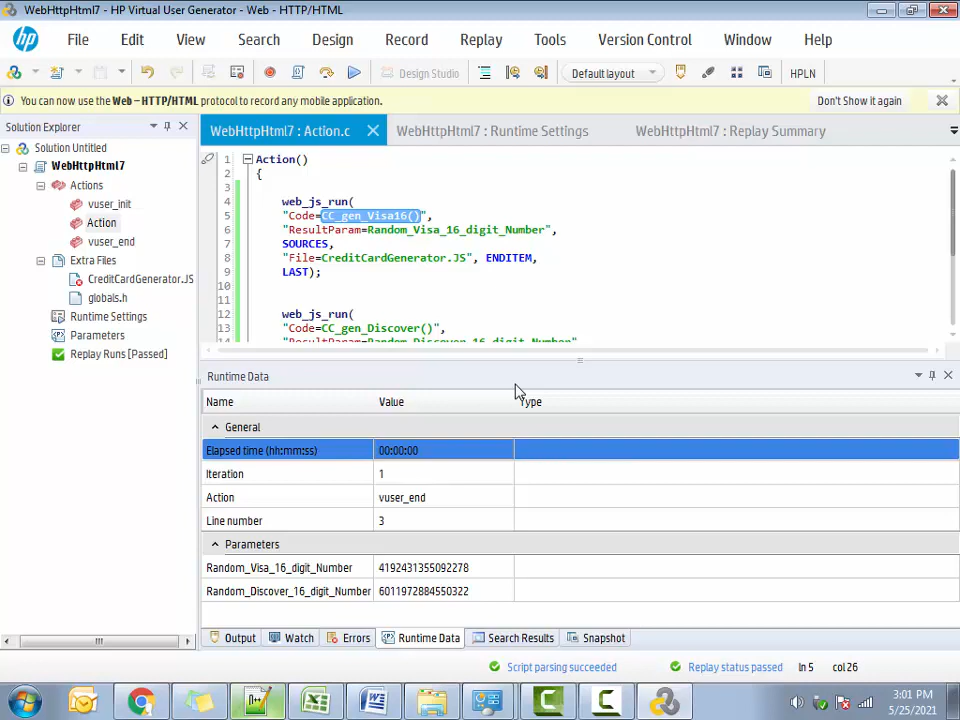 WebHttpHtml7 - HP Virtual User Generator - Web - HTTP/HTML
hp File Edit View Search Design Record Replay Tools Version Control Window Help
Design Studio Default layout HPLN
You can now use the Web – HTTP/HTML protocol to record any mobile application. Don't Show it again
Solution Explorer
WebHttpHtml7 : Action.c WebHttpHtml7 : Runtime Settings WebHttpHtml7 : Replay Summary
Solution Untitled
WebHttpHtml7
Actions
vuser_init
Action
vuser_end
Extra Files
CreditCardGenerator.JS
globals.h
Runtime Settings
Parameters
Replay Runs [Passed]
1 Action()
2 {
3
4 web_js_run(
5 "Code=CC_gen_Visa16()",
6 "ResultParam=Random_Visa_16_digit_Number",
7 SOURCES,
8 "File=CreditCardGenerator.JS", ENDITEM,
9 LAST);
10
11
12 web_js_run(
13 "Code=CC_gen_Discover()",
14 "ResultParam=Random_Discover_16_digit_Number"
Runtime Data
Name Value Type
General
Elapsed time (hh:mm:ss) 00:00:00
Iteration 1
Action vuser_end
Line number 3
Parameters
Random_Visa_16_digit_Number 4192431355092278
Random_Discover_16_digit_Number 6011972884550322
Output Watch Errors Runtime Data Search Results Snapshot
Script parsing succeeded Replay status passed ln 5 col 26
3:01 PM
5/25/2021